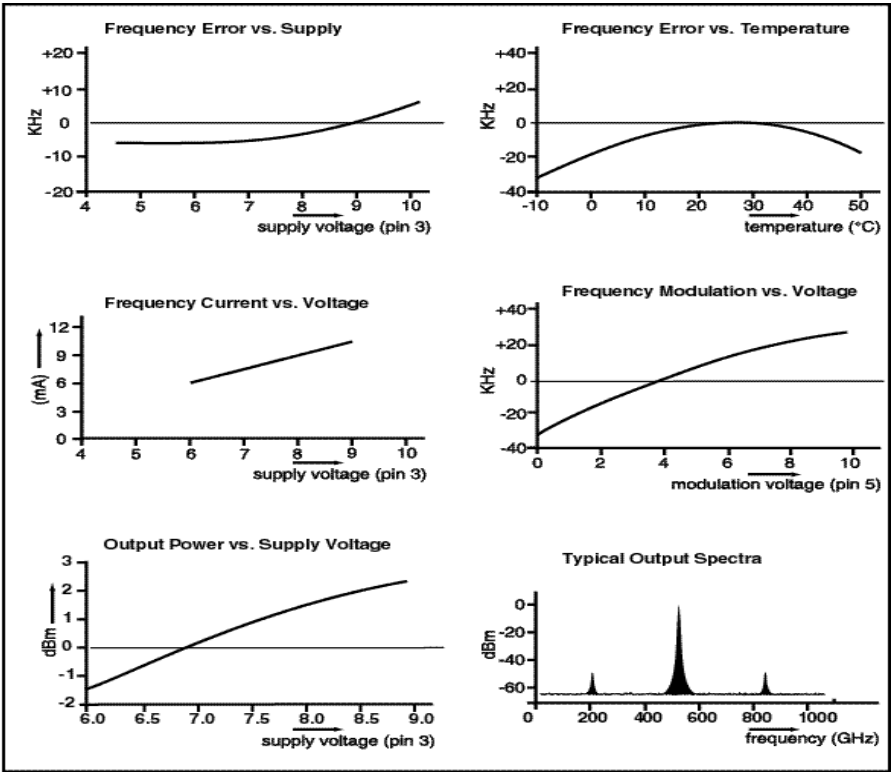 Frequency Error vs. Supply
+20
+10
0
-10
-20
KHz
4 5 6 7 8 9 10
supply voltage (pin 3)
Frequency Error vs. Temperature
+40
+20
0
-20
-40
KHz
-10 0 10 20 30 40 50
temperature (°C)
Frequency Current vs. Voltage
12
9
6
3
0
(mA)
4 5 6 7 8 9 10
supply voltage (pin 3)
Frequency Modulation vs. Voltage
+40
+20
0
-20
-40
KHz
0 2 4 6 8 10
modulation voltage (pin 5)
Output Power vs. Supply Voltage
3
2
1
0
-1
-2
dBm
6.0 6.5 7.0 7.5 8.0 8.5 9.0
supply voltage (pin 3)
Typical Output Spectra
0
-20
-40
-60
dBm
0 200 400 600 800 1000
frequency (GHz)